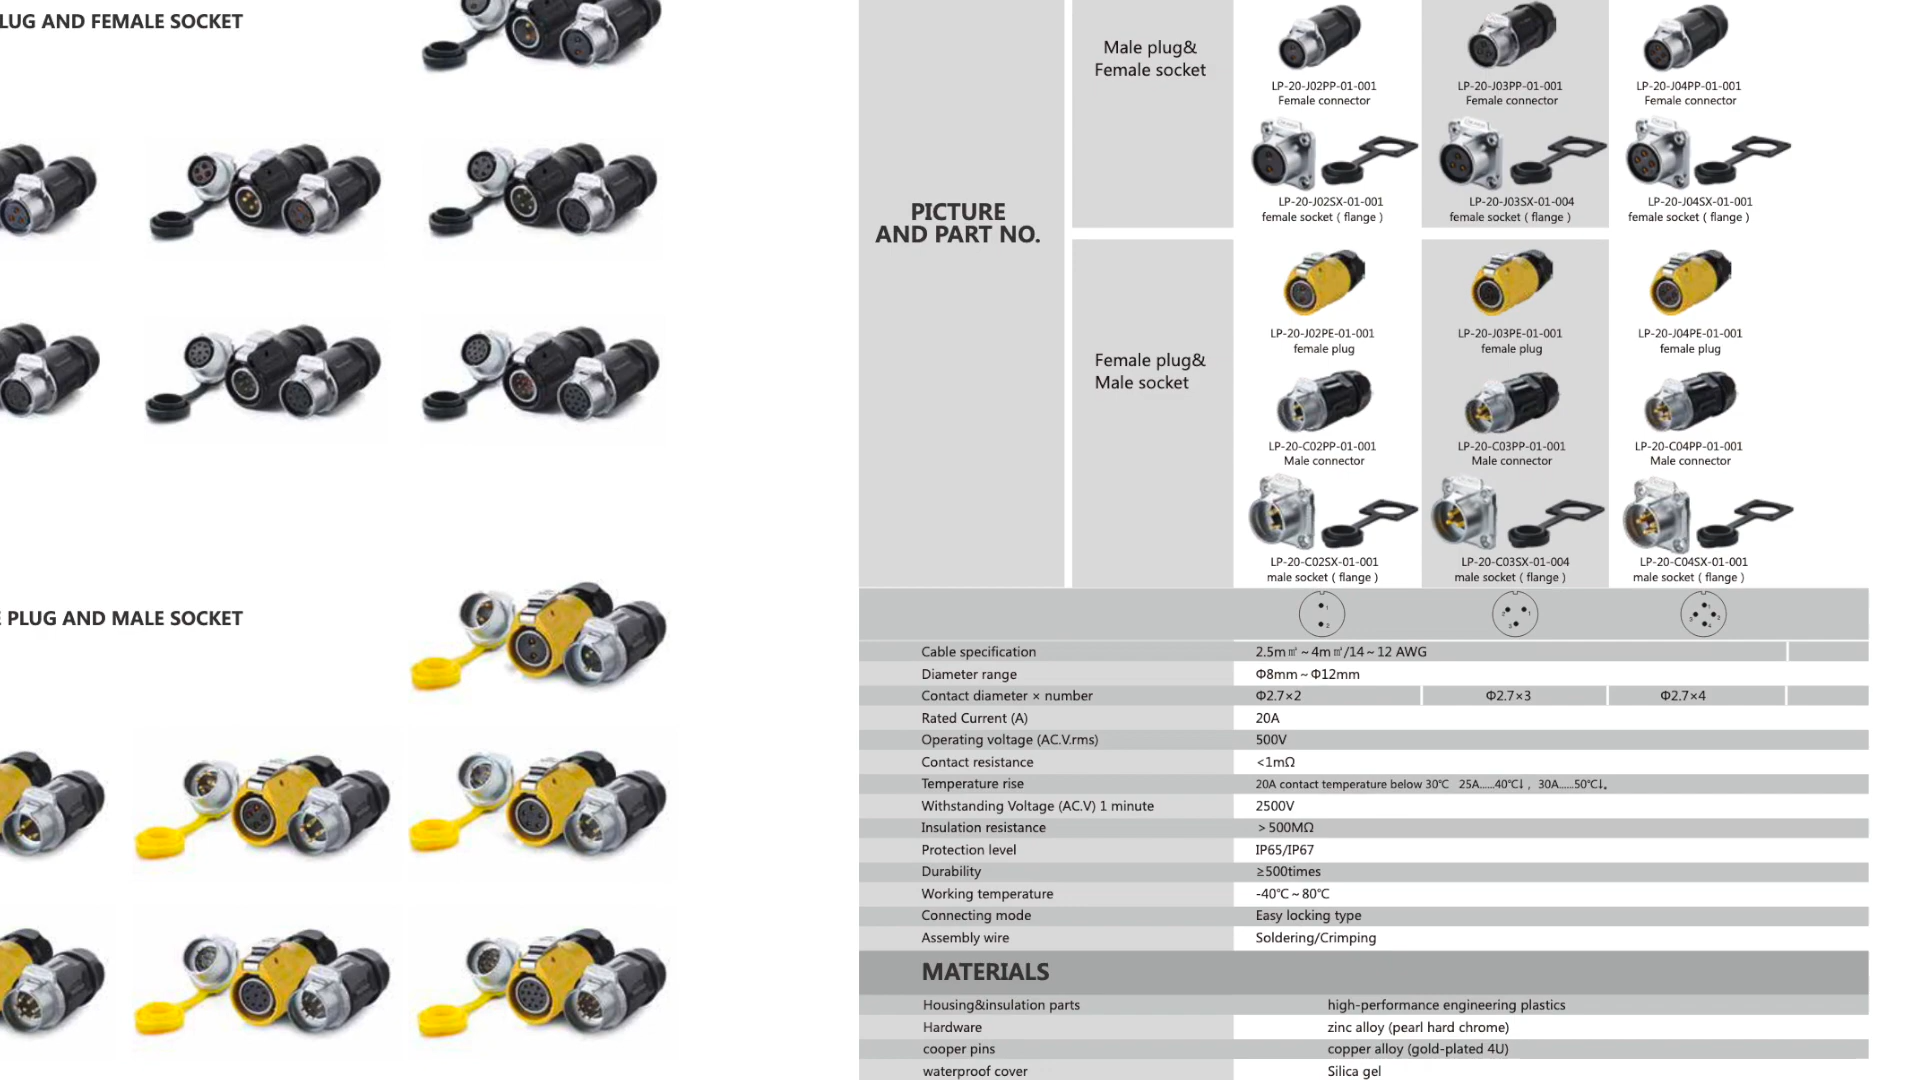 LUG AND FEMALE SOCKET
PLUG AND MALE SOCKET
PICTURE
AND PART NO.
Male plug&
Female socket
LP-20-J02PP-01-001
Female connector
LP-20-J03PP-01-001
Female connector
LP-20-J04PP-01-001
Female connector
LP-20-J02SX-01-001
female socket ( flange )
LP-20-J03SX-01-004
female socket ( flange )
LP-20-J04SX-01-001
female socket ( flange )
Female plug&
Male socket
LP-20-J02PE-01-001
female plug
LP-20-J03PE-01-001
female plug
LP-20-J04PE-01-001
female plug
LP-20-C02PP-01-001
Male connector
LP-20-C03PP-01-001
Male connector
LP-20-C04PP-01-001
Male connector
LP-20-C02SX-01-001
male socket ( flange )
LP-20-C03SX-01-004
male socket ( flange )
LP-20-C04SX-01-001
male socket ( flange )
1
2
2 1
3
1
3 2
4
Cable specification 2.5m㎡ ~ 4m㎡/14 ~ 12 AWG
Diameter range Φ8mm ~ Φ12mm
Contact diameter × number Φ2.7×2 Φ2.7×3 Φ2.7×4
Rated Current (A) 20A
Operating voltage (AC.V.rms) 500V
Contact resistance <1mΩ
Temperature rise 20A contact temperature below 30℃ 25A......40℃↓ , 30A......50℃↓。
Withstanding Voltage (AC.V) 1 minute 2500V
Insulation resistance > 500MΩ
Protection level IP65/IP67
Durability ≥500times
Working temperature -40℃ ~ 80℃
Connecting mode Easy locking type
Assembly wire Soldering/Crimping
MATERIALS
Housing&insulation parts high-performance engineering plastics
Hardware zinc alloy (pearl hard chrome)
cooper pins copper alloy (gold-plated 4U)
waterproof cover Silica gel